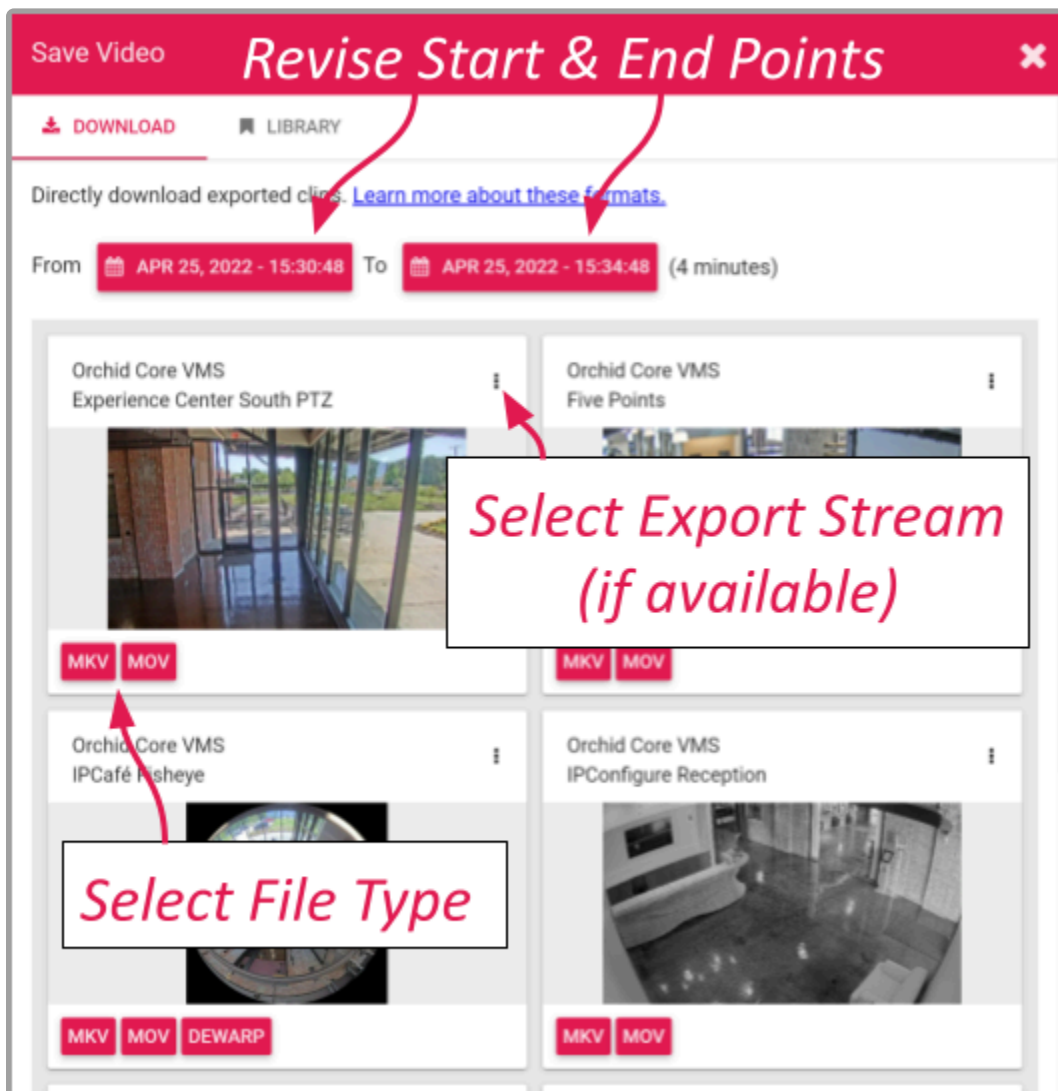 Save Video
Revise Start & End Points
DOWNLOAD
LIBRARY
Directly download exported clips. Learn more about these formats.
From APR 25, 2022 - 15:30:48 To APR 25, 2022 - 15:34:48 (4 minutes)
Orchid Core VMS
Experience Center South PTZ
Orchid Core VMS
Five Points
Select Export Stream
(if available)
MKV MOV
MKV MOV
Orchid Core VMS
IPCafé Fisheye
Orchid Core VMS
IPConfigure Reception
Select File Type
MKV MOV DEWARP
MKV MOV